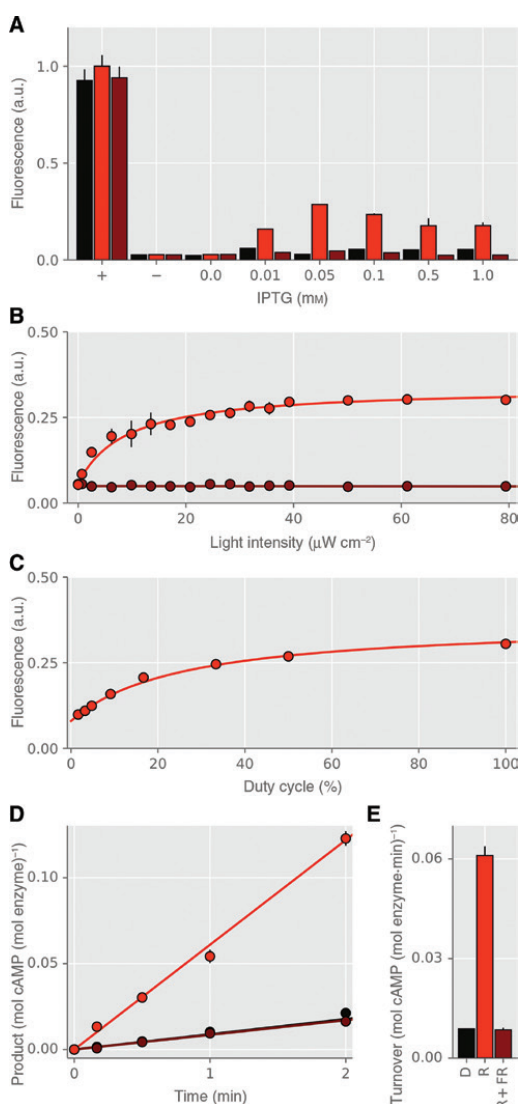 A
Fluorescence (a.u.)
1.0
0.5
0.0
+ − 0.0 0.01 0.05 0.1 0.5 1.0
IPTG (mM)
B
Fluorescence (a.u.)
0.50
0.25
0.00
0 20 40 60 80
Light intensity (μW cm⁻²)
C
Fluorescence (a.u.)
0.50
0.25
0.00
0 20 40 60 80 100
Duty cycle (%)
D
Product (mol cAMP (mol enzyme)⁻¹)
0.10
0.05
0.00
0 1 2
Time (min)
E
Turnover (mol cAMP (mol enzyme·min)⁻¹)
0.06
0.03
0.00
D R R+FR